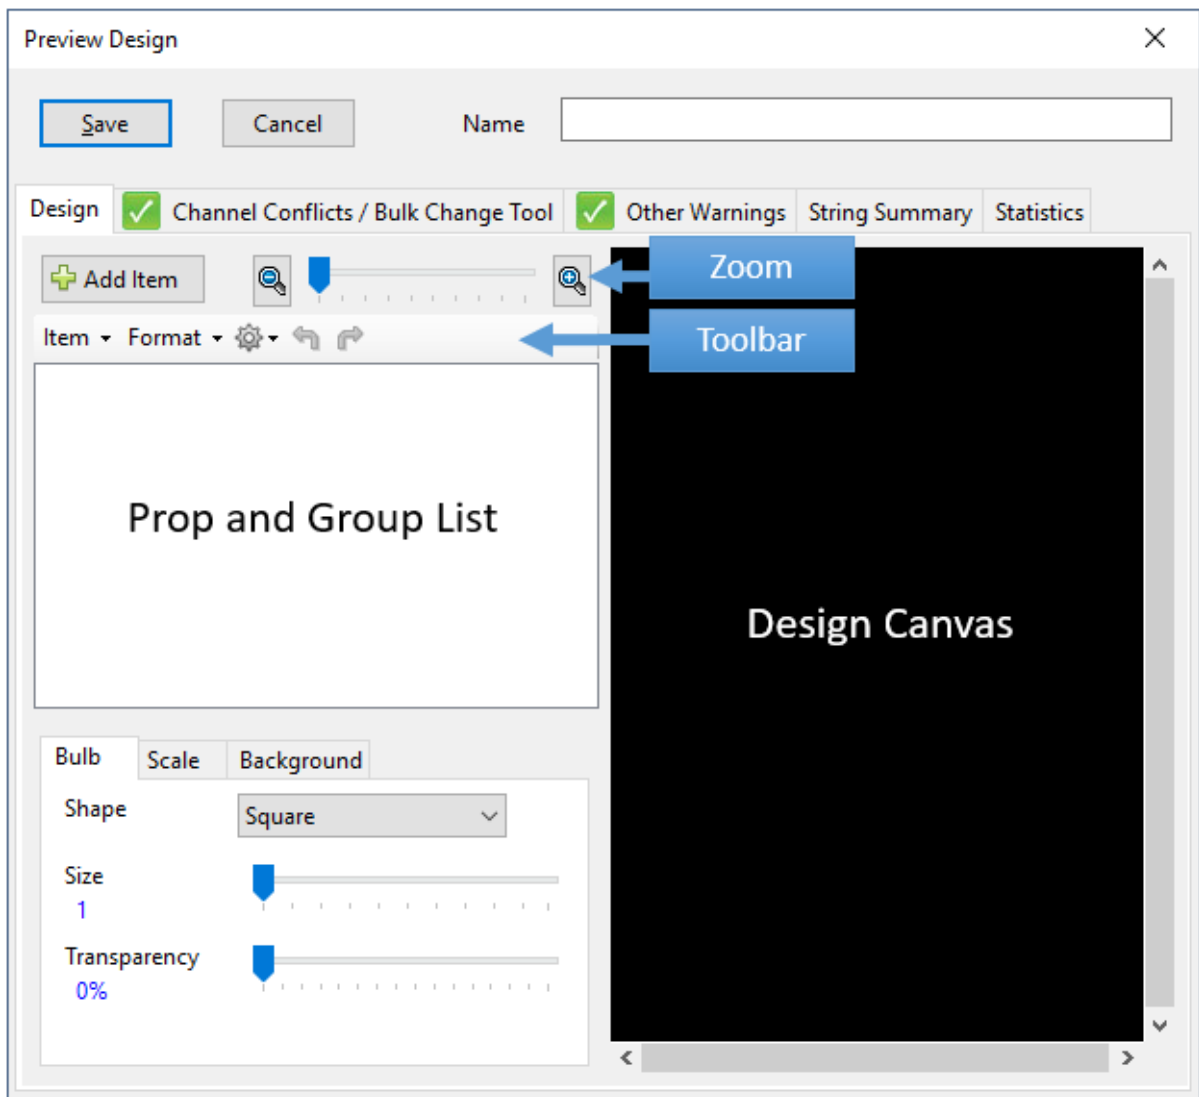 Preview Design
Save Cancel Name
Design Channel Conflicts / Bulk Change Tool Other Warnings String Summary Statistics
Add Item Zoom
Item Format Toolbar
Prop and Group List
Design Canvas
Bulb Scale Background
Shape Square
Size
1
Transparency
0%